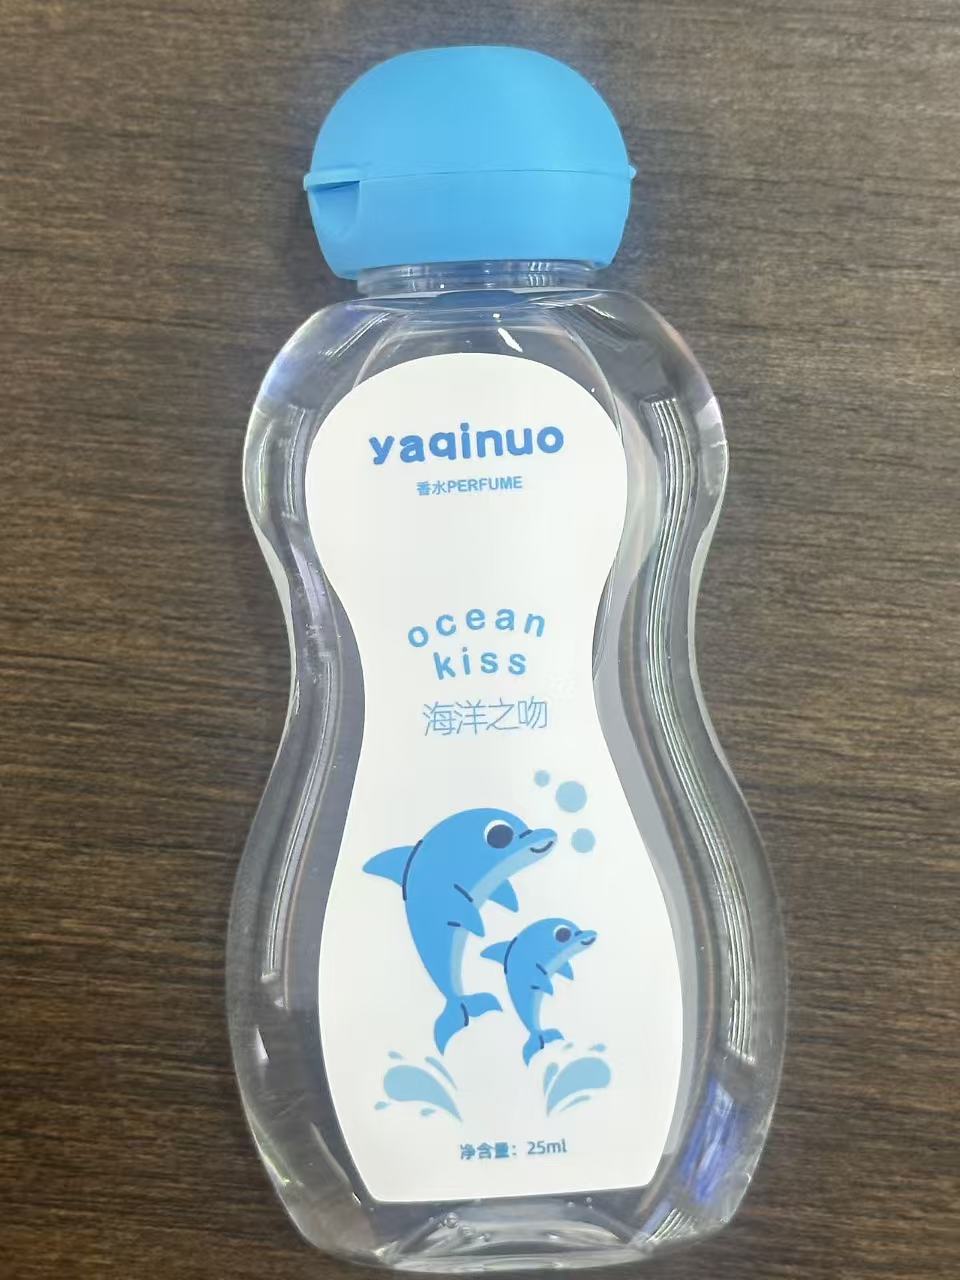 yaqinuo
香水PERFUME
ocean
kiss
海洋之吻
净含量：25ml